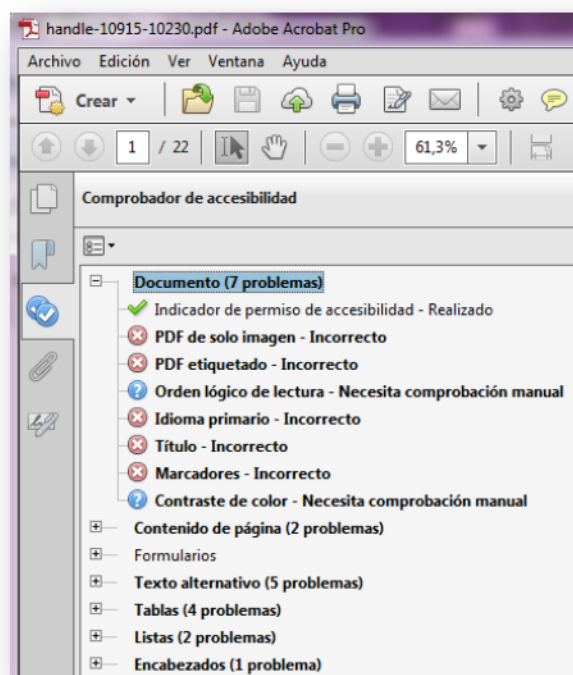 handle-10915-10230.pdf - Adobe Acrobat Pro
Archivo Edición Ver Ventana Ayuda
Crear
1 / 22 61,3%
Comprobador de accesibilidad
Documento (7 problemas)
Indicador de permiso de accesibilidad - Realizado
PDF de solo imagen - Incorrecto
PDF etiquetado - Incorrecto
Orden lógico de lectura - Necesita comprobación manual
Idioma primario - Incorrecto
Título - Incorrecto
Marcadores - Incorrecto
Contraste de color - Necesita comprobación manual
Contenido de página (2 problemas)
Formularios
Texto alternativo (5 problemas)
Tablas (4 problemas)
Listas (2 problemas)
Encabezados (1 problema)